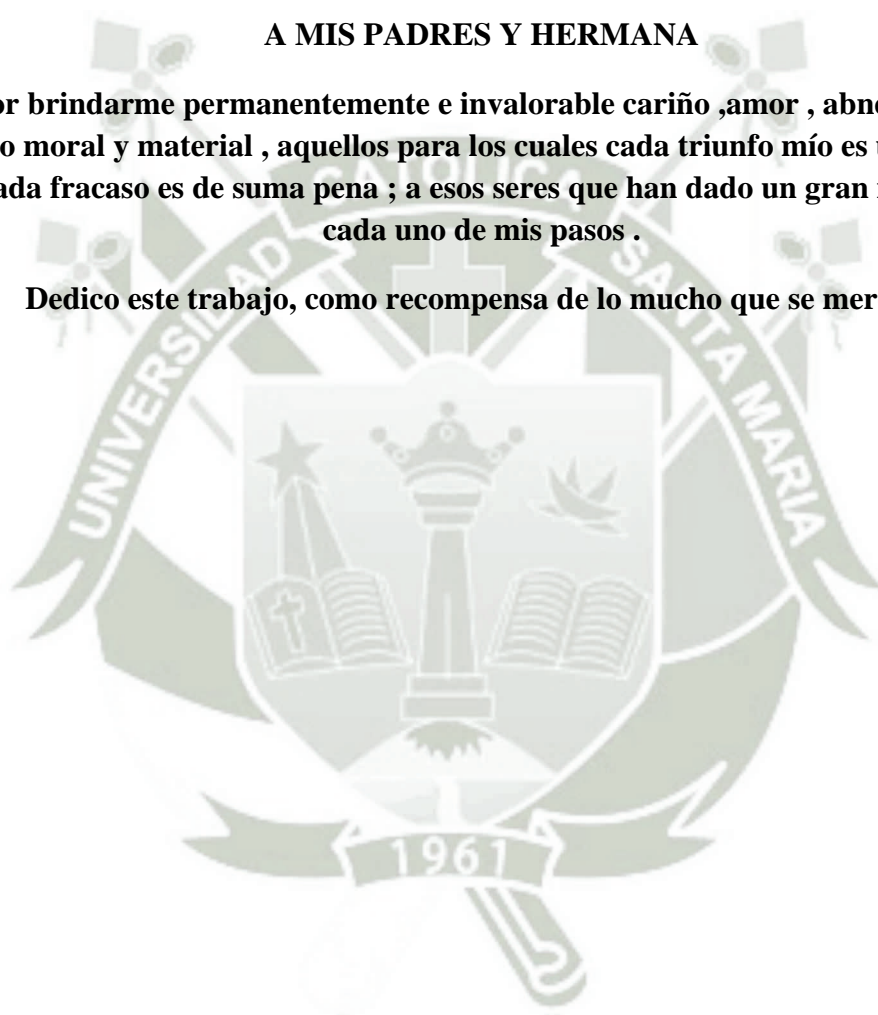 A MIS PADRES Y HERMANA
or brindarme permanentemente e invalorable cariño ,amor , abne
o moral y material , aquellos para los cuales cada triunfo mío es
ada fracaso es de suma pena ; a esos seres que han dado un gran
cada uno de mis pasos .
Dedico este trabajo, como recompensa de lo mucho que se mer
UNIVERSIDAD CATOLICA SANTA MARIA
1961